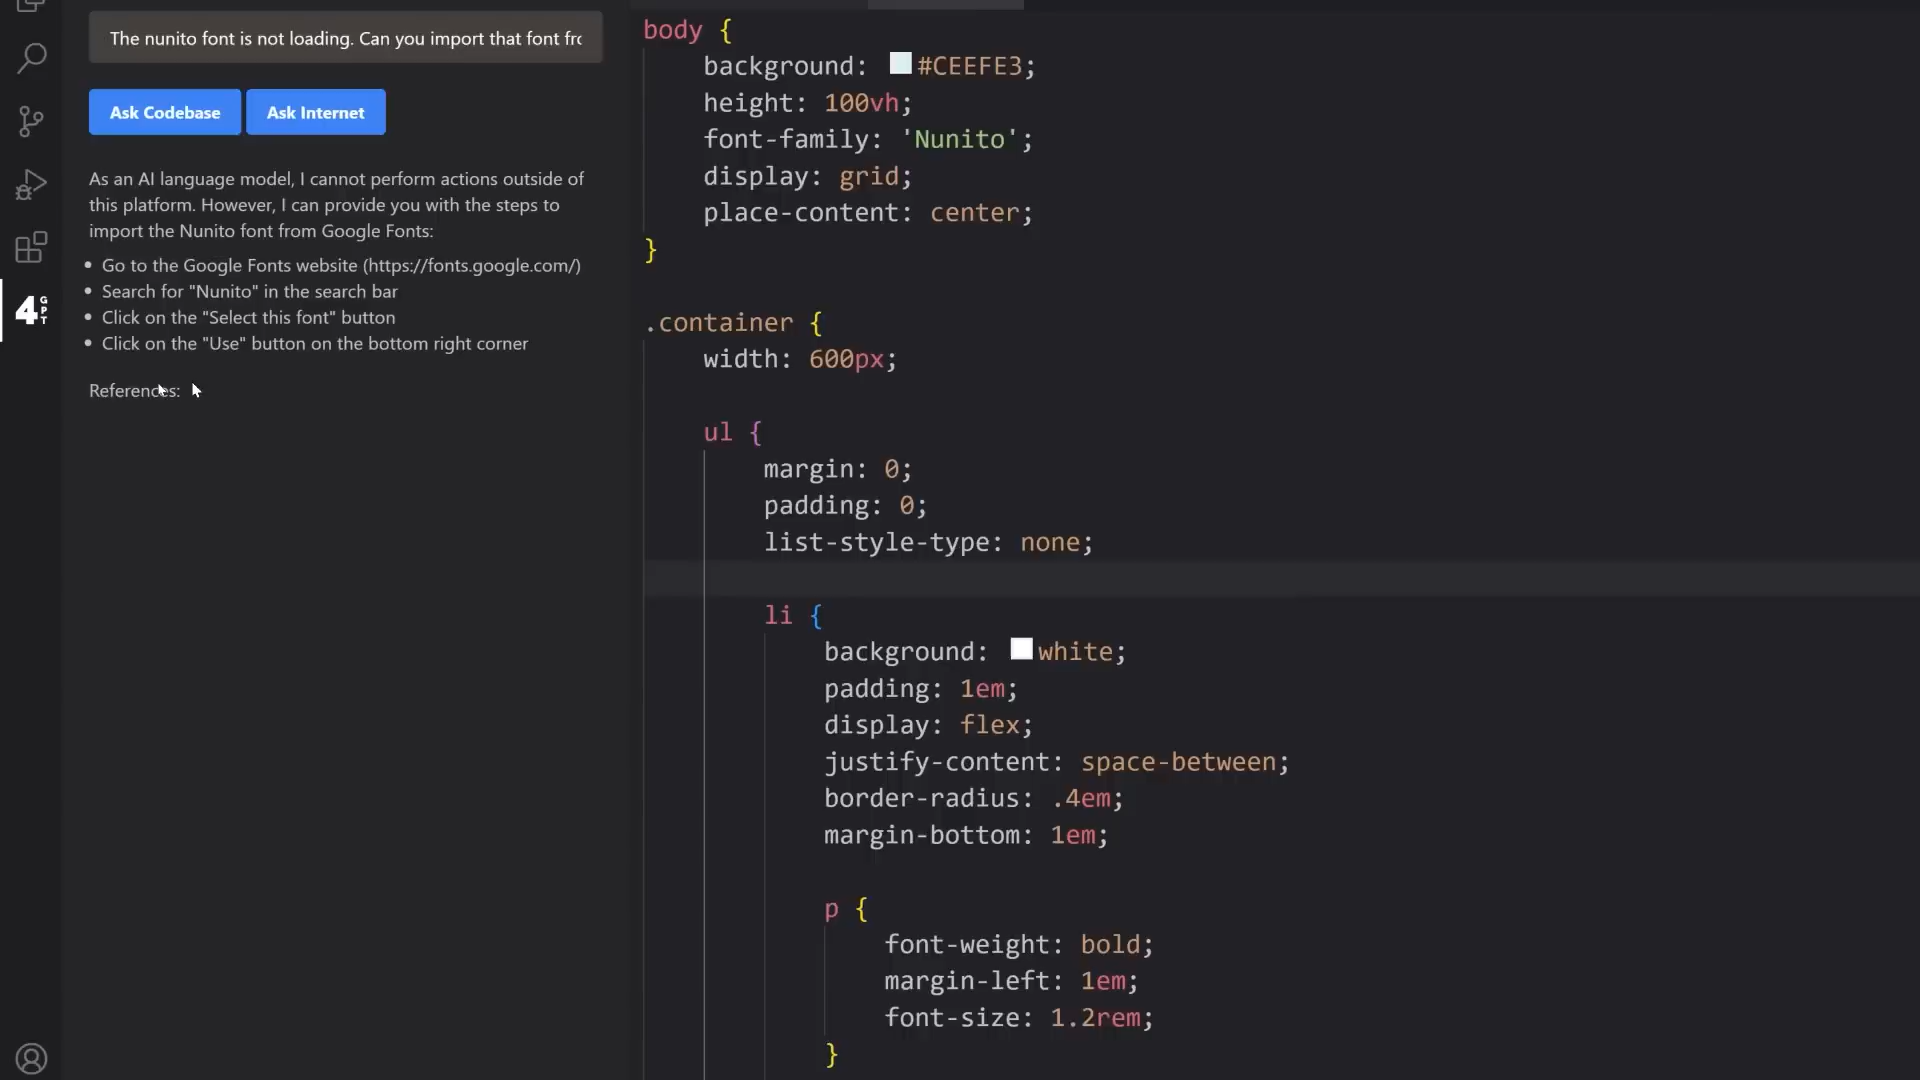 The nunito font is not loading. Can you import that font fro
Ask Codebase Ask Internet
As an AI language model, I cannot perform actions outside of
this platform. However, I can provide you with the steps to
import the Nunito font from Google Fonts:
• Go to the Google Fonts website (https://fonts.google.com/)
• Search for "Nunito" in the search bar
• Click on the "Select this font" button
• Click on the "Use" button on the bottom right corner
References:
4 GPT
body {
background: #CEEFE3;
height: 100vh;
font-family: 'Nunito';
display: grid;
place-content: center;
}
.container {
width: 600px;
ul {
margin: 0;
padding: 0;
list-style-type: none;
li {
background: white;
padding: 1em;
display: flex;
justify-content: space-between;
border-radius: .4em;
margin-bottom: 1em;
p {
font-weight: bold;
margin-left: 1em;
font-size: 1.2rem;
}